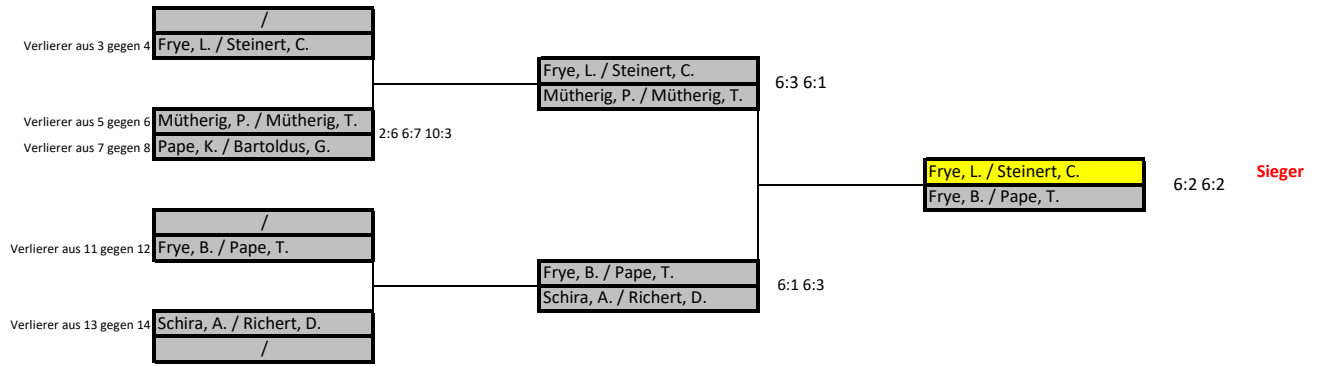 /
Verlierer aus 3 gegen 4 Frye, L. / Steinert, C.
Frye, L. / Steinert, C. 6:3 6:1
Mütherig, P. / Mütherig, T.
Verlierer aus 5 gegen 6 Mütherig, P. / Mütherig, T. 2:6 6:7 10:3
Verlierer aus 7 gegen 8 Pape, K. / Bartoldus, G.
Frye, L. / Steinert, C. 6:2 6:2 Sieger
Frye, B. / Pape, T.
/
Verlierer aus 11 gegen 12 Frye, B. / Pape, T.
Frye, B. / Pape, T. 6:1 6:3
Schira, A. / Richert, D.
Verlierer aus 13 gegen 14 Schira, A. / Richert, D.
/